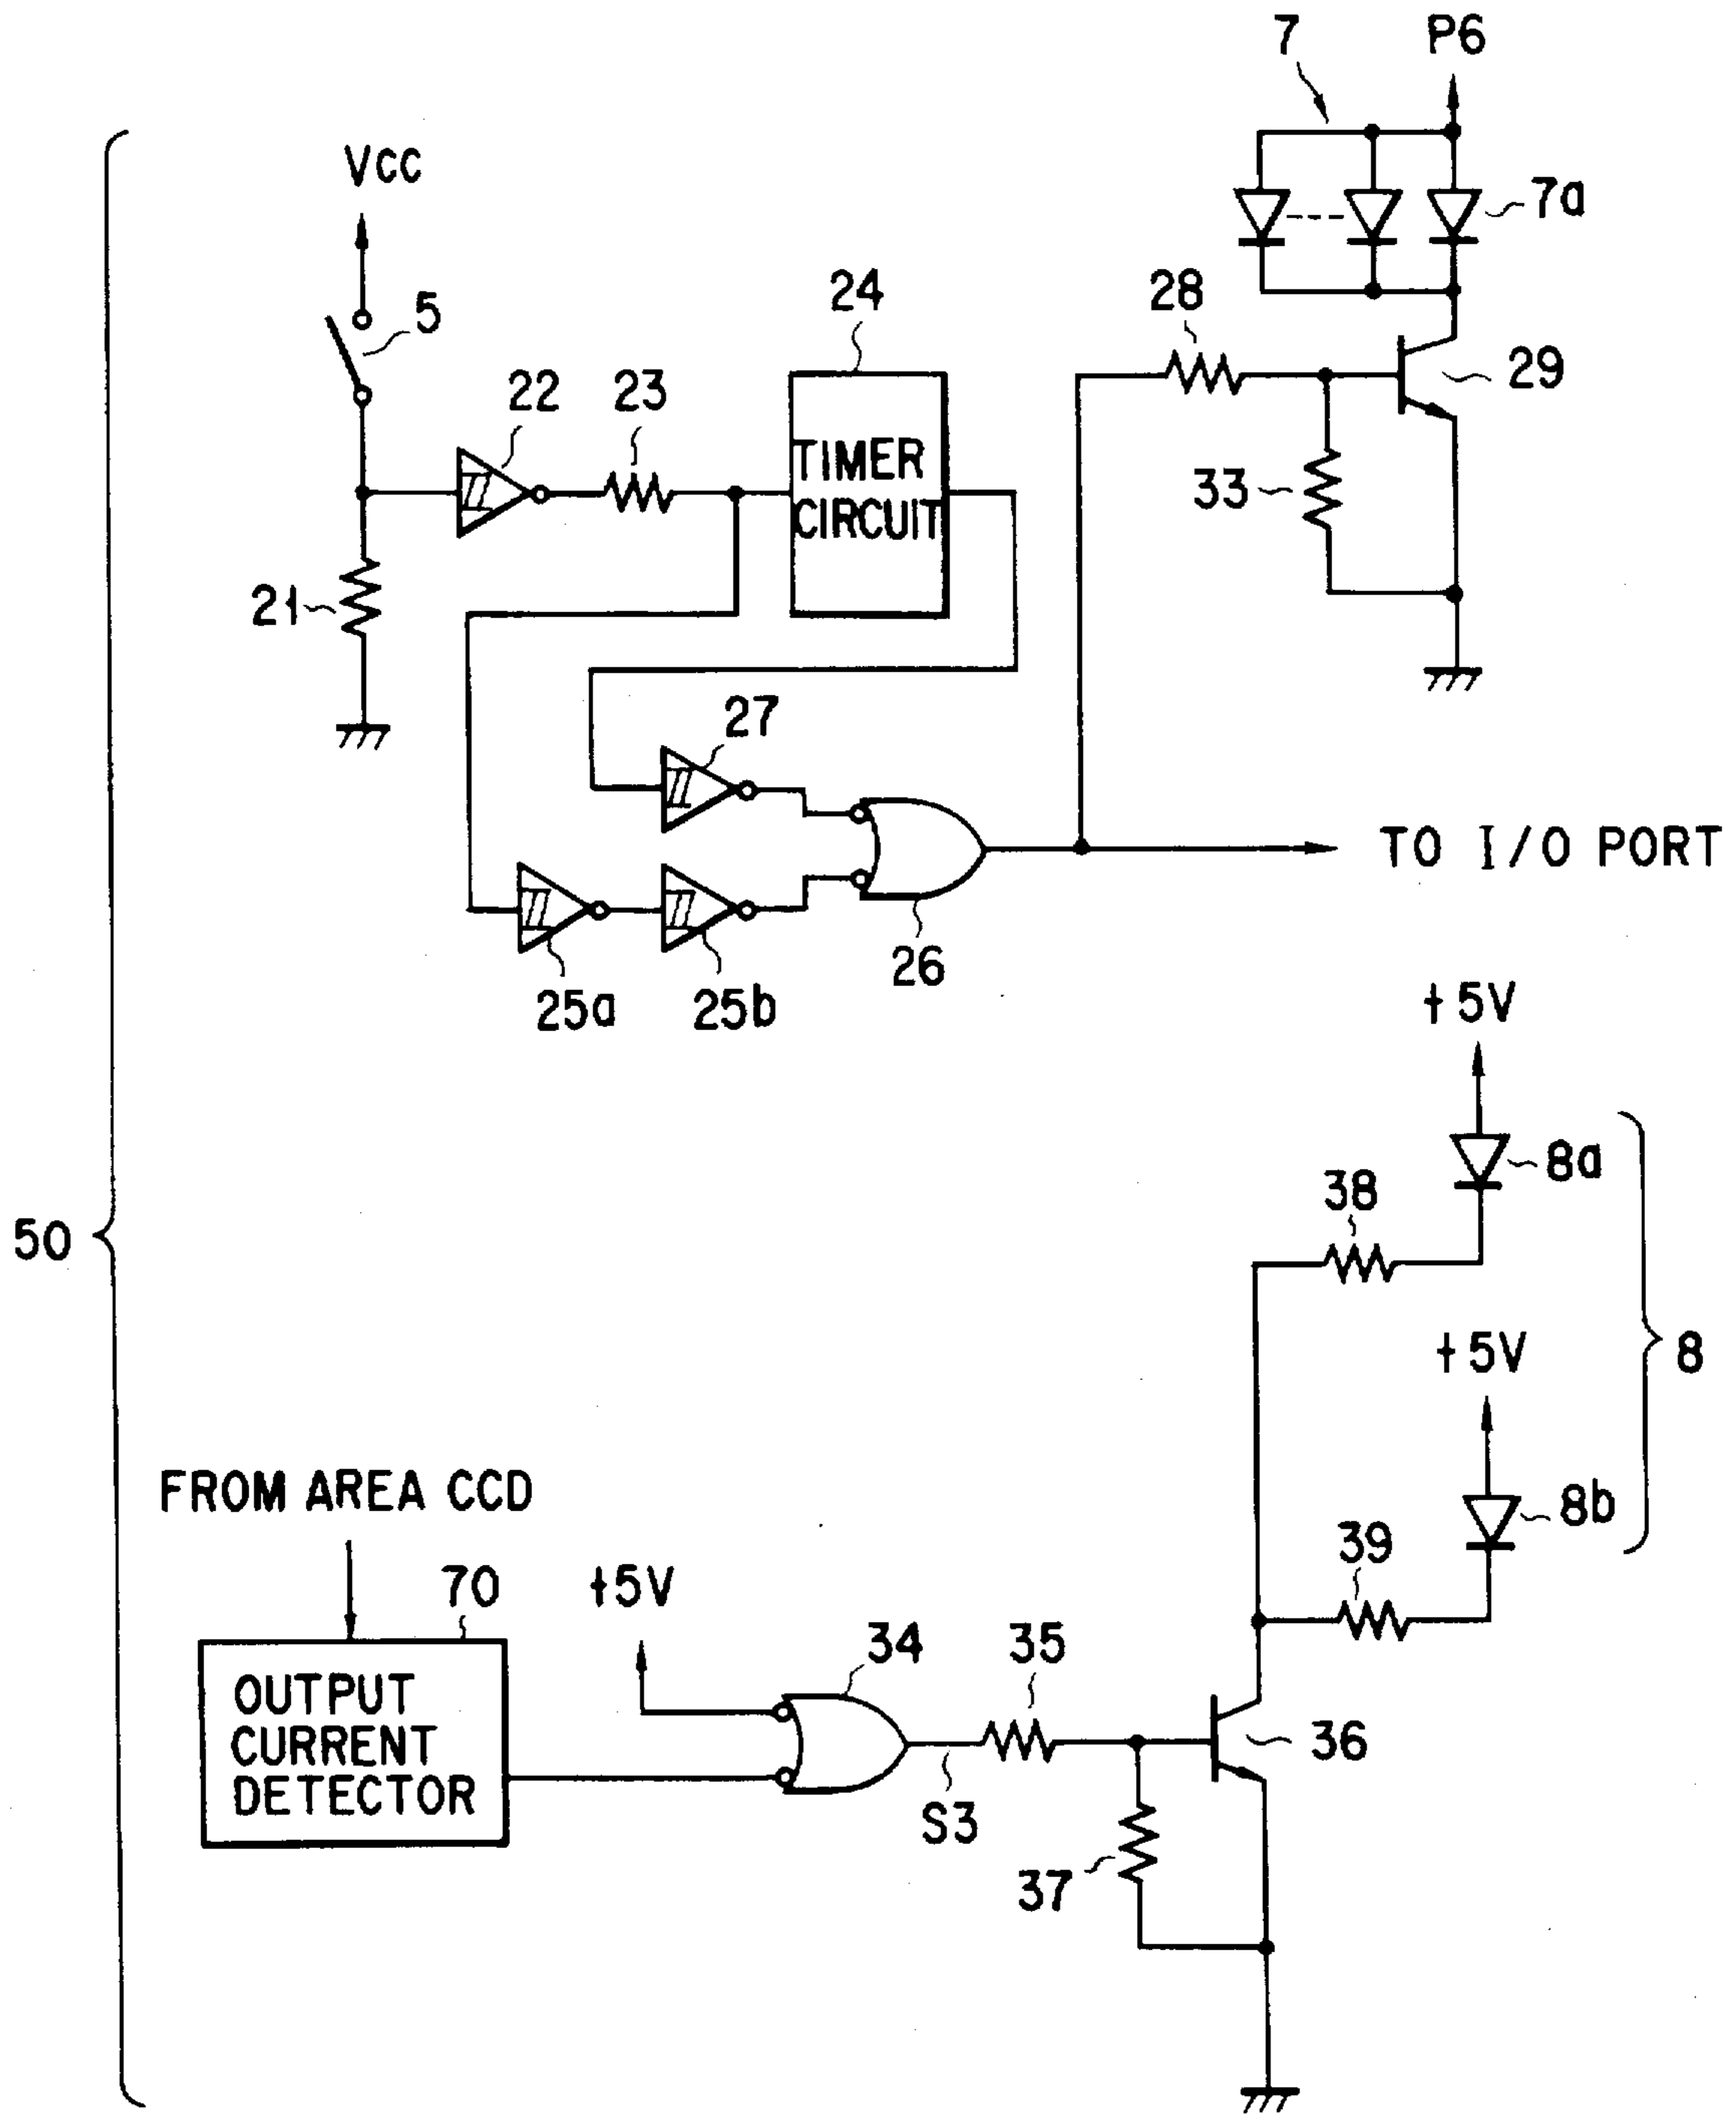 7
P6
VCC
7a
5
24
28
22
23
29
TIMER
CIRCUIT
33
21
27
TO I/O PORT
26
25a
25b
+5V
8a
38
50
+5V
8
FROM AREA CCD
8b
39
70
+5V
34
35
OUTPUT
CURRENT
DETECTOR
36
S3
37